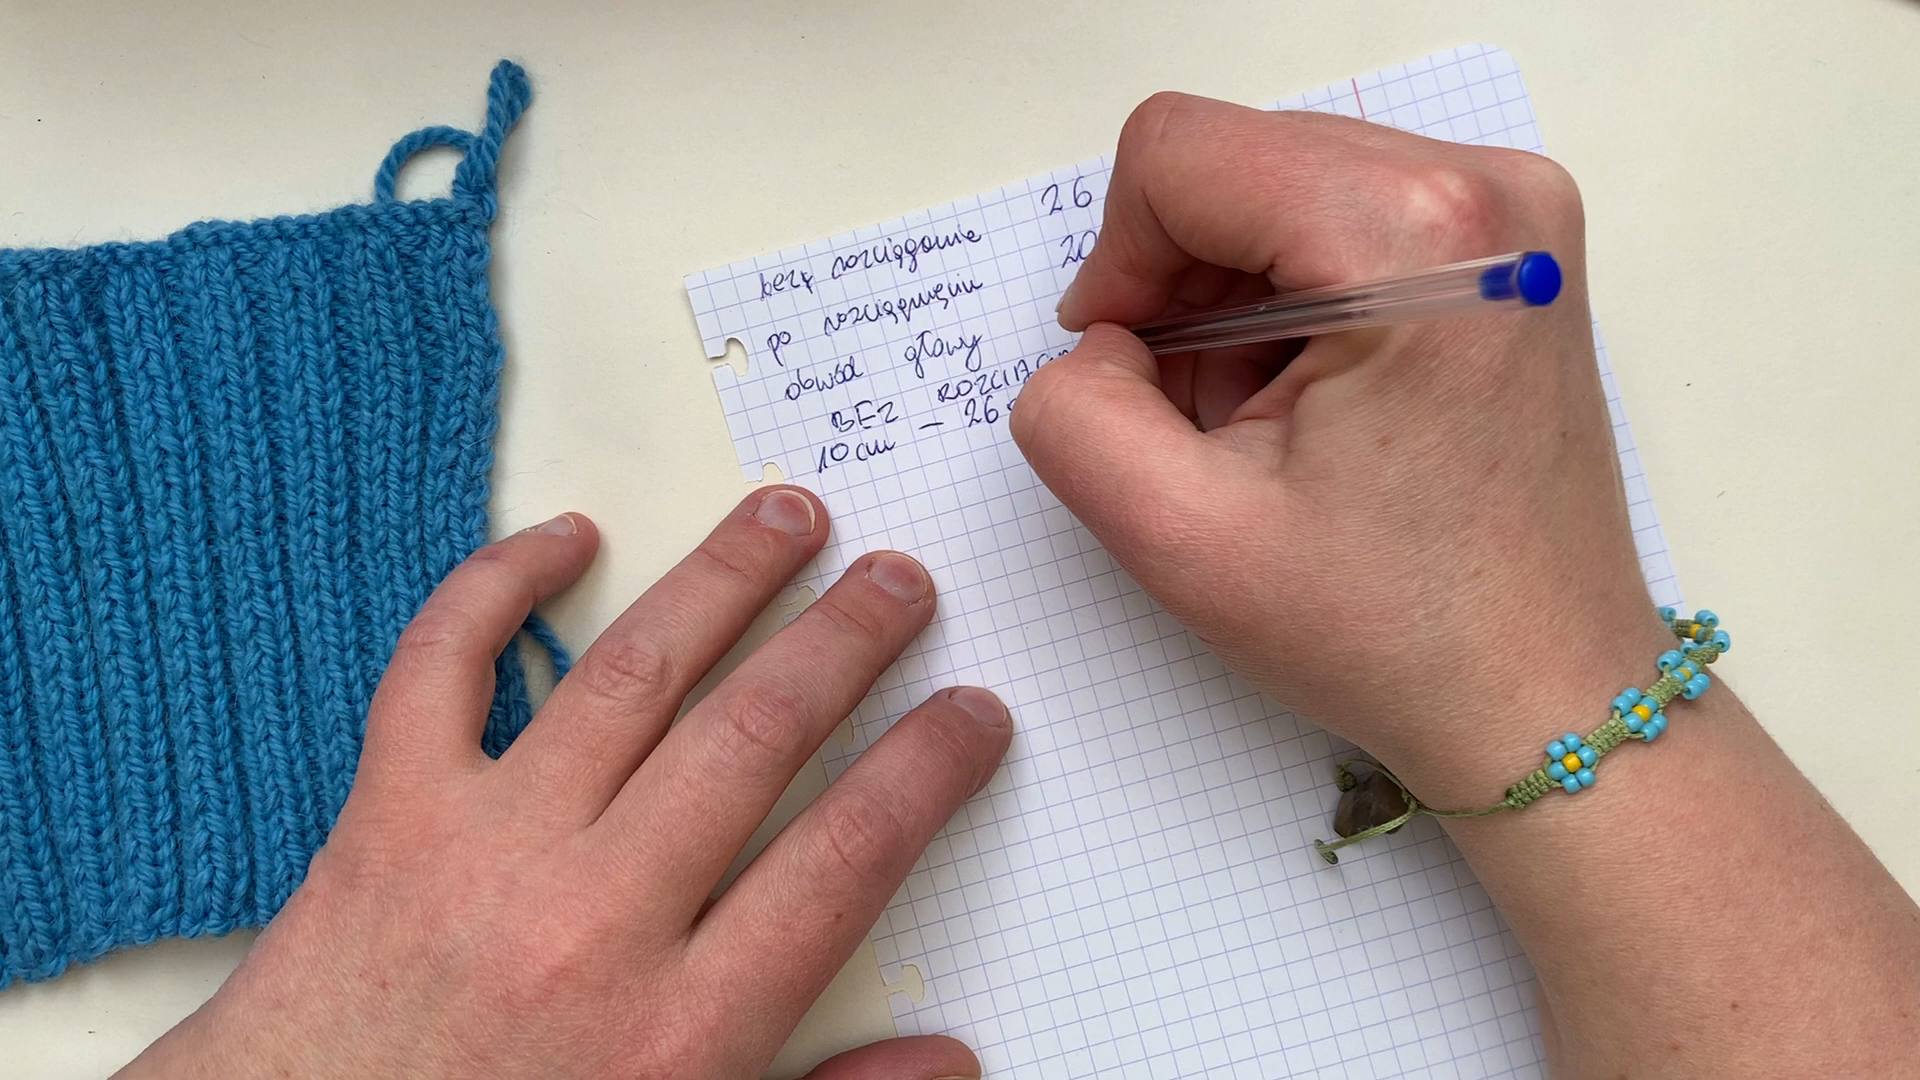 bez rozciągania 26
po rozciągnięciu 20
obwód głowy
BEZ
10 cm – 26